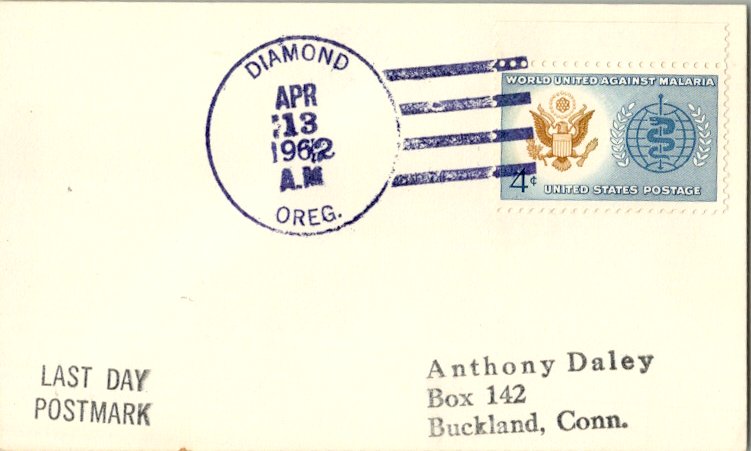 DIAMOND
APR
13
1962
A.M
OREG.
WORLD UNITED AGAINST MALARIA
4¢
UNITED STATES POSTAGE
LAST DAY
POSTMARK
Anthony Daley
Box 142
Buckland, Conn.